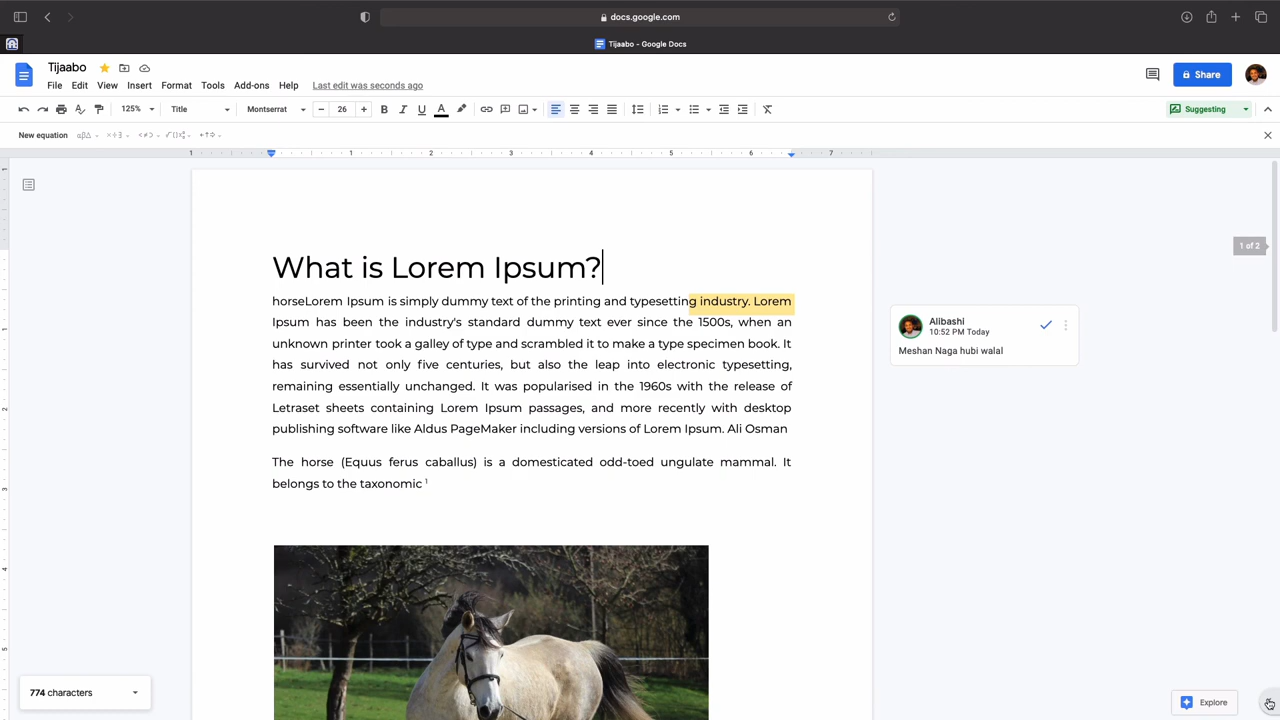 docs.google.com
Tijaabo - Google Docs
Tijaabo
File Edit View Insert Format Tools Add-ons Help Last edit was seconds ago
Share
125% Title Montserrat 26 B I U A
Suggesting
New equation
1 1 2 3 4 5 6 7
1 of 2
What is Lorem Ipsum?
horseLorem Ipsum is simply dummy text of the printing and typesetting industry. Lorem
Ipsum has been the industry's standard dummy text ever since the 1500s, when an
unknown printer took a galley of type and scrambled it to make a type specimen book. It
has survived not only five centuries, but also the leap into electronic typesetting,
remaining essentially unchanged. It was popularised in the 1960s with the release of
Letraset sheets containing Lorem Ipsum passages, and more recently with desktop
publishing software like Aldus PageMaker including versions of Lorem Ipsum. Ali Osman
The horse (Equus ferus caballus) is a domesticated odd-toed ungulate mammal. It
belongs to the taxonomic 1
Alibashi
10:52 PM Today
Meshan Naga hubi walal
774 characters
Explore